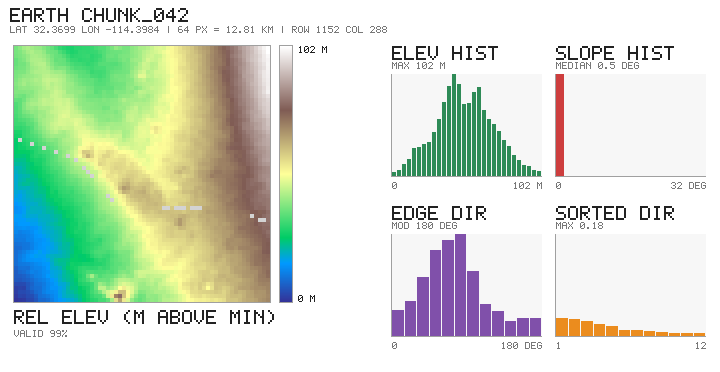 EARTH CHUNK_042
LAT 32.3699 LON -114.3984 | 64 PX = 12.81 KM | ROW 1152 COL 288
102 M
0 M
REL ELEV (M ABOVE MIN)
VALID 99%
ELEV HIST
MAX 102 M
0 102 M
SLOPE HIST
MEDIAN 0.5 DEG
0 32 DEG
EDGE DIR
MOD 180 DEG
0 180 DEG
SORTED DIR
MAX 0.18
1 12